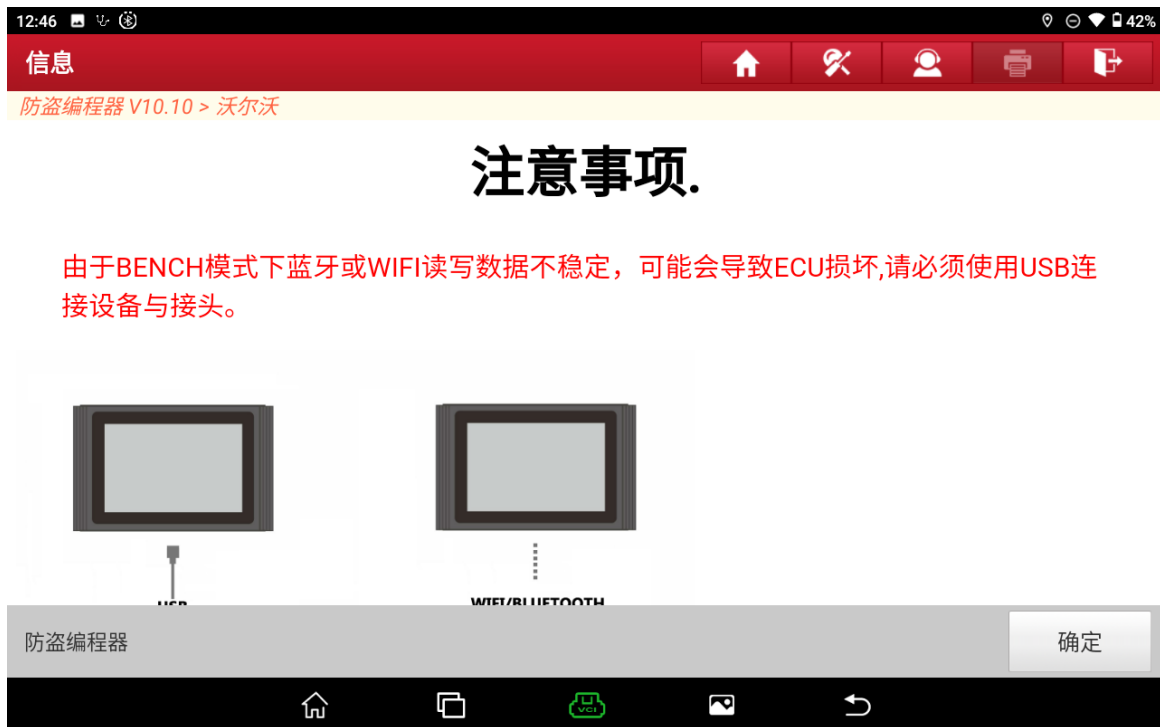 12:46
42%
信息
防盗编程器 V10.10 > 沃尔沃
注意事项.
由于BENCH模式下蓝牙或WIFI读写数据不稳定，可能会导致ECU损坏,请必须使用USB连
接设备与接头。
USB
WIFI/BLUETOOTH
防盗编程器
确定
VCI